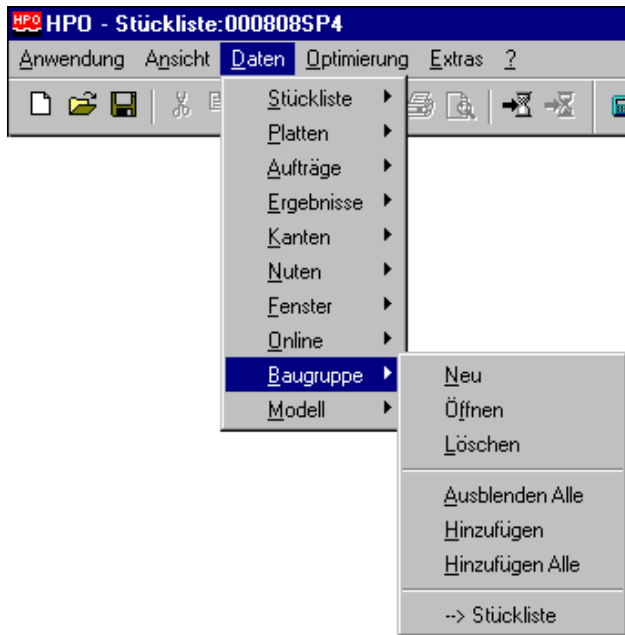 HPO HPO - Stückliste:000808SP4
Anwendung Ansicht Daten Optimierung Extras ?
Stückliste
Platten
Aufträge
Ergebnisse
Kanten
Nuten
Fenster
Online
Baugruppe
Modell
Neu
Öffnen
Löschen
Ausblenden Alle
Hinzufügen
Hinzufügen Alle
--> Stückliste